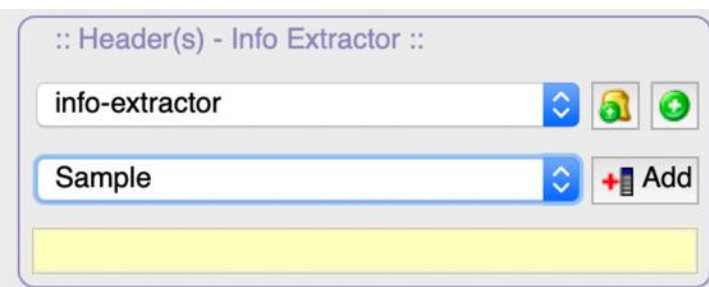 :: Header(s) - Info Extractor ::
info-extractor
Sample
Add